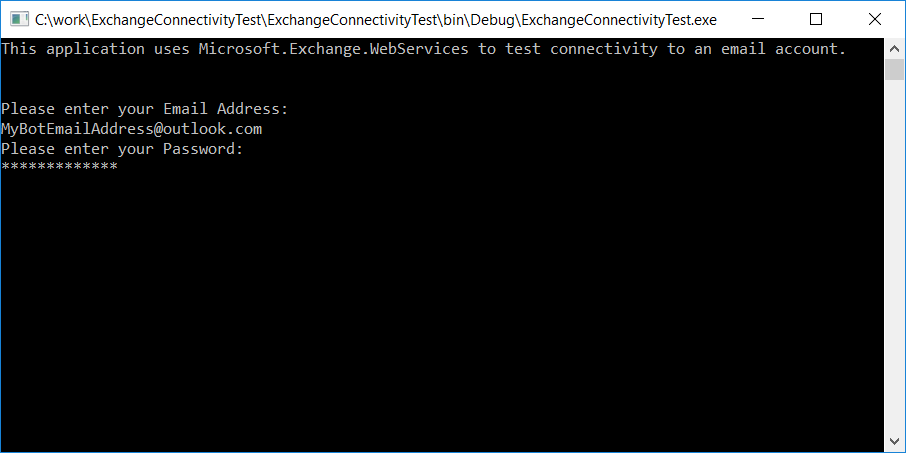 C:\work\ExchangeConnectivityTest\ExchangeConnectivityTest\bin\Debug\ExchangeConnectivityTest.exe
This application uses Microsoft.Exchange.WebServices to test connectivity to an email account.
Please enter your Email Address:
MyBotEmailAddress@outlook.com
Please enter your Password:
*************